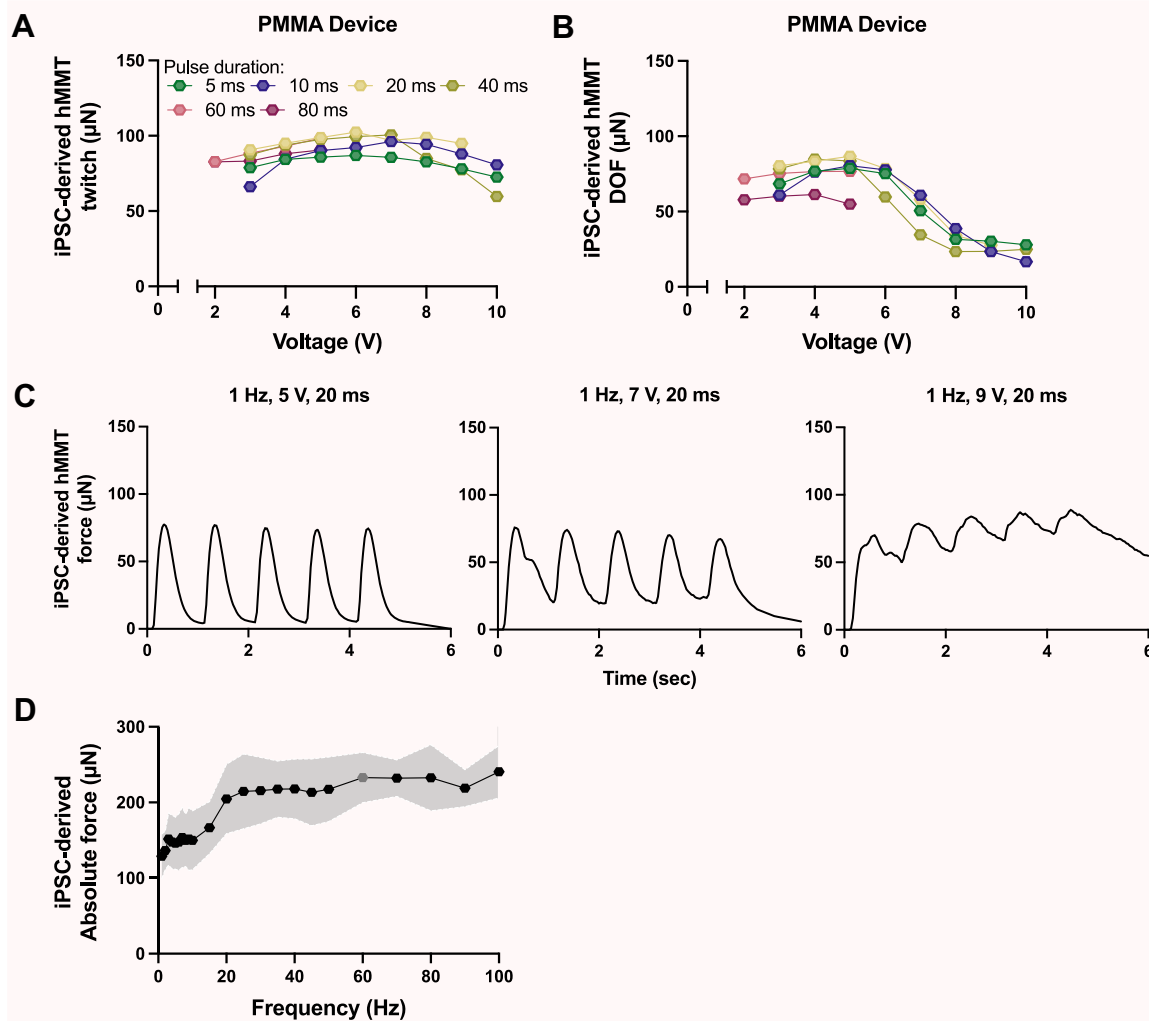 A
PMMA Device
iPSC-derived hMMT
twitch (µN)
150
100
50
0
Pulse duration:
5 ms
10 ms
20 ms
40 ms
60 ms
80 ms
0
2
4
6
8
10
Voltage (V)
B
PMMA Device
iPSC-derived hMMT
DOF
(µN)
150
100
50
0
0
2
4
6
8
10
Voltage (V)
C
iPSC-derived hMMT
force (µN)
1 Hz, 5 V, 20 ms
150
100
50
0
0
2
4
6
1 Hz, 7 V, 20 ms
150
100
50
0
0
2
4
6
1 Hz, 9 V, 20 ms
150
100
50
0
0
2
4
6
Time (sec)
D
iPSC-derived
Absolute force (µN)
300
200
100
0
0
20
40
60
80
100
Frequency (Hz)